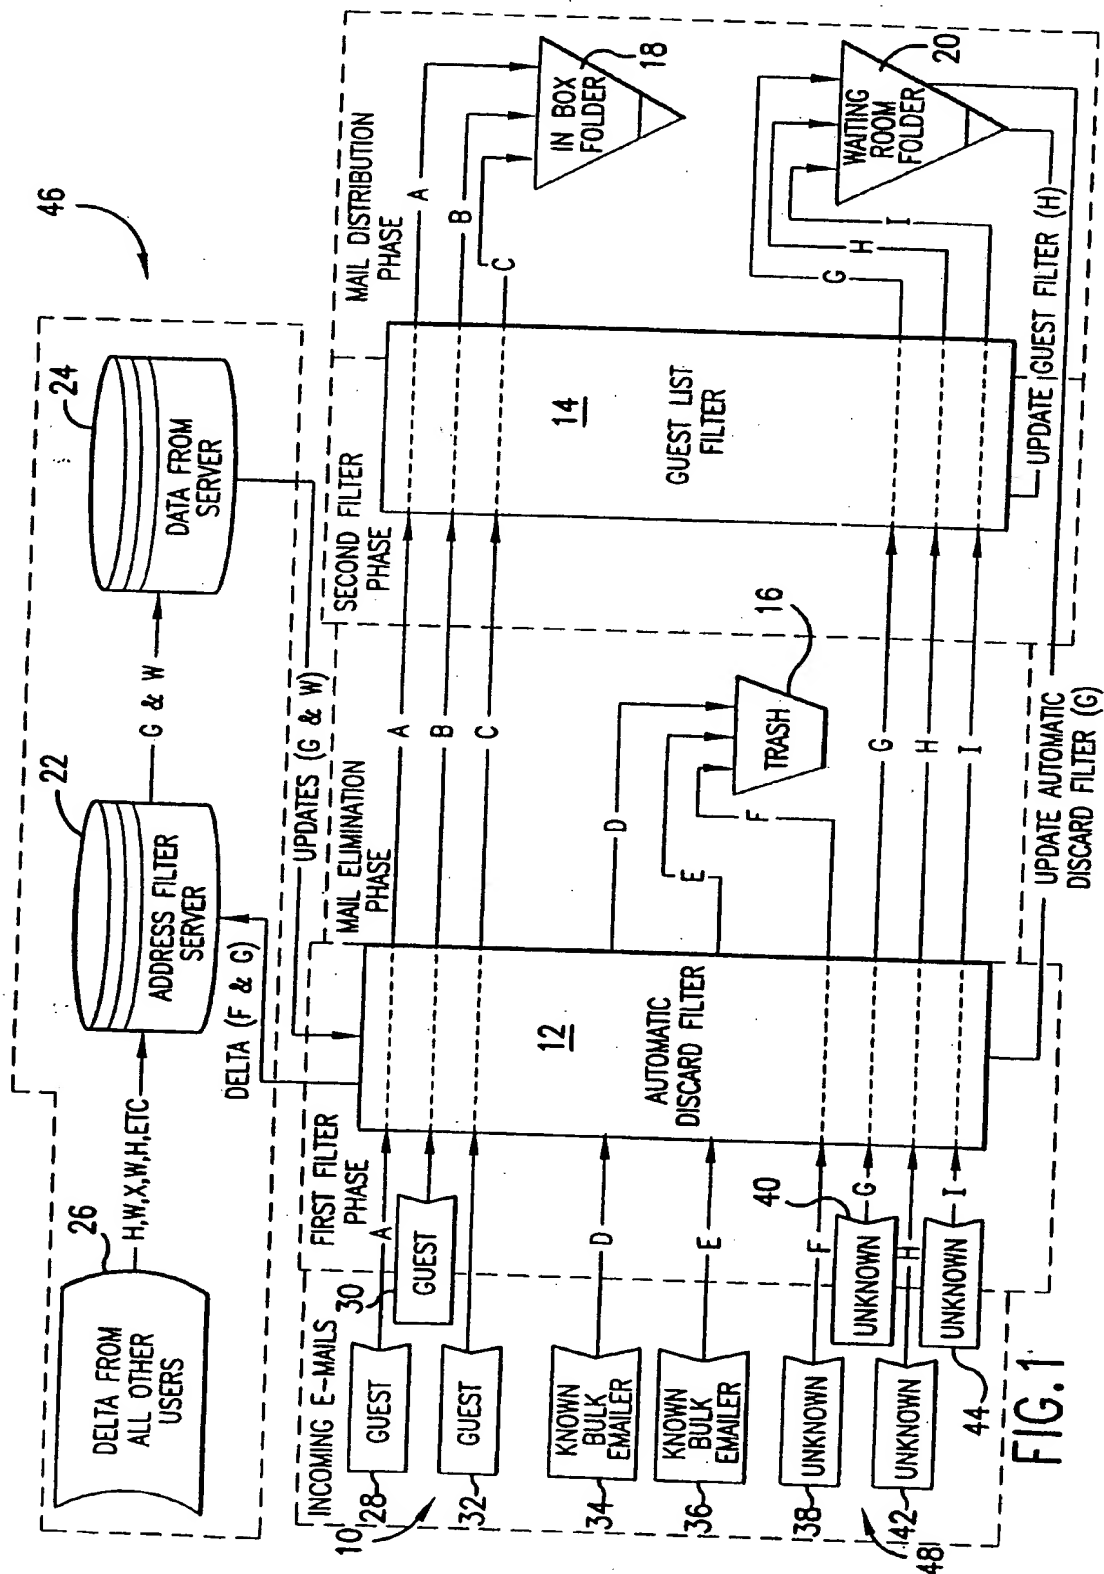 46
DELTA FROM
ALL OTHER
USERS
26
H,W,X,W,H,ETC
ADDRESS FILTER
SERVER
22
G & W
DATA FROM
SERVER
24
DELTA (F & G)
UPDATES (G & W)
INCOMING E-MAILS
FIRST FILTER
PHASE
MAIL ELIMINATION
PHASE
SECOND FILTER
PHASE
MAIL DISTRIBUTION
PHASE
10
28
GUEST
A
A
A
30
GUEST
B
B
32
GUEST
C
C
34
KNOWN
BULK
EMAILER
D
D
36
KNOWN
BULK
EMAILER
E
E
38
UNKNOWN
F
F
40
UNKNOWN
G
G
G
42
UNKNOWN
H
H
H
44
UNKNOWN
I
I
I
48
12
AUTOMATIC
DISCARD FILTER
TRASH
16
14
GUEST LIST
FILTER
IN BOX
FOLDER
18
WAITING
ROOM
FOLDER
20
UPDATE GUEST FILTER (H)
UPDATE AUTOMATIC
DISCARD FILTER (G)
FIG.1